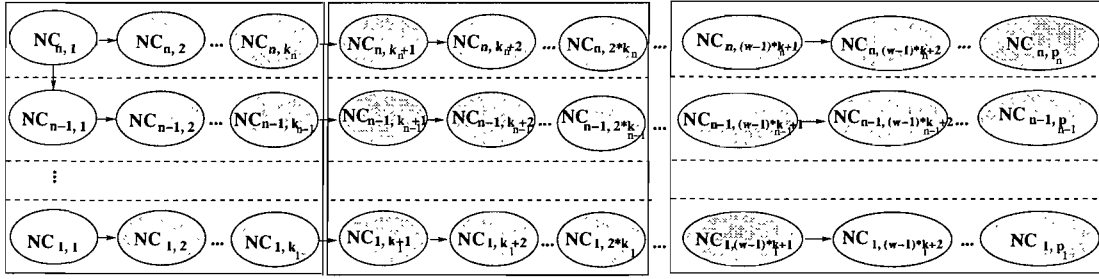 NC n, 1 NC n, 2 ... NC n, k n NC n, k n +1 NC n, k n +2 ... NC n, 2*k n ... NC n, (w-1)*k n +1 NC n, (w-1)*k n +2 ... NC n, p n
NC n-1, 1 NC n-1, 2 ... NC n-1, k n-1 NC n-1, k n-1 +1 NC n-1, k n-1 +2 ... NC n-1, 2*k n-1 ... NC n-1, (w-1)*k n-1 +1 NC n-1, (w-1)*k n-1 +2 ... NC n-1, p n-1
⋮
NC 1, 1 NC 1, 2 ... NC 1, k 1 NC 1, k 1 +1 NC 1, k 1 +2 ... NC 1, 2*k 1 ... NC 1,(w-1)*k 1 +1 NC 1,(w-1)*k 1 +2 ... NC 1, p 1